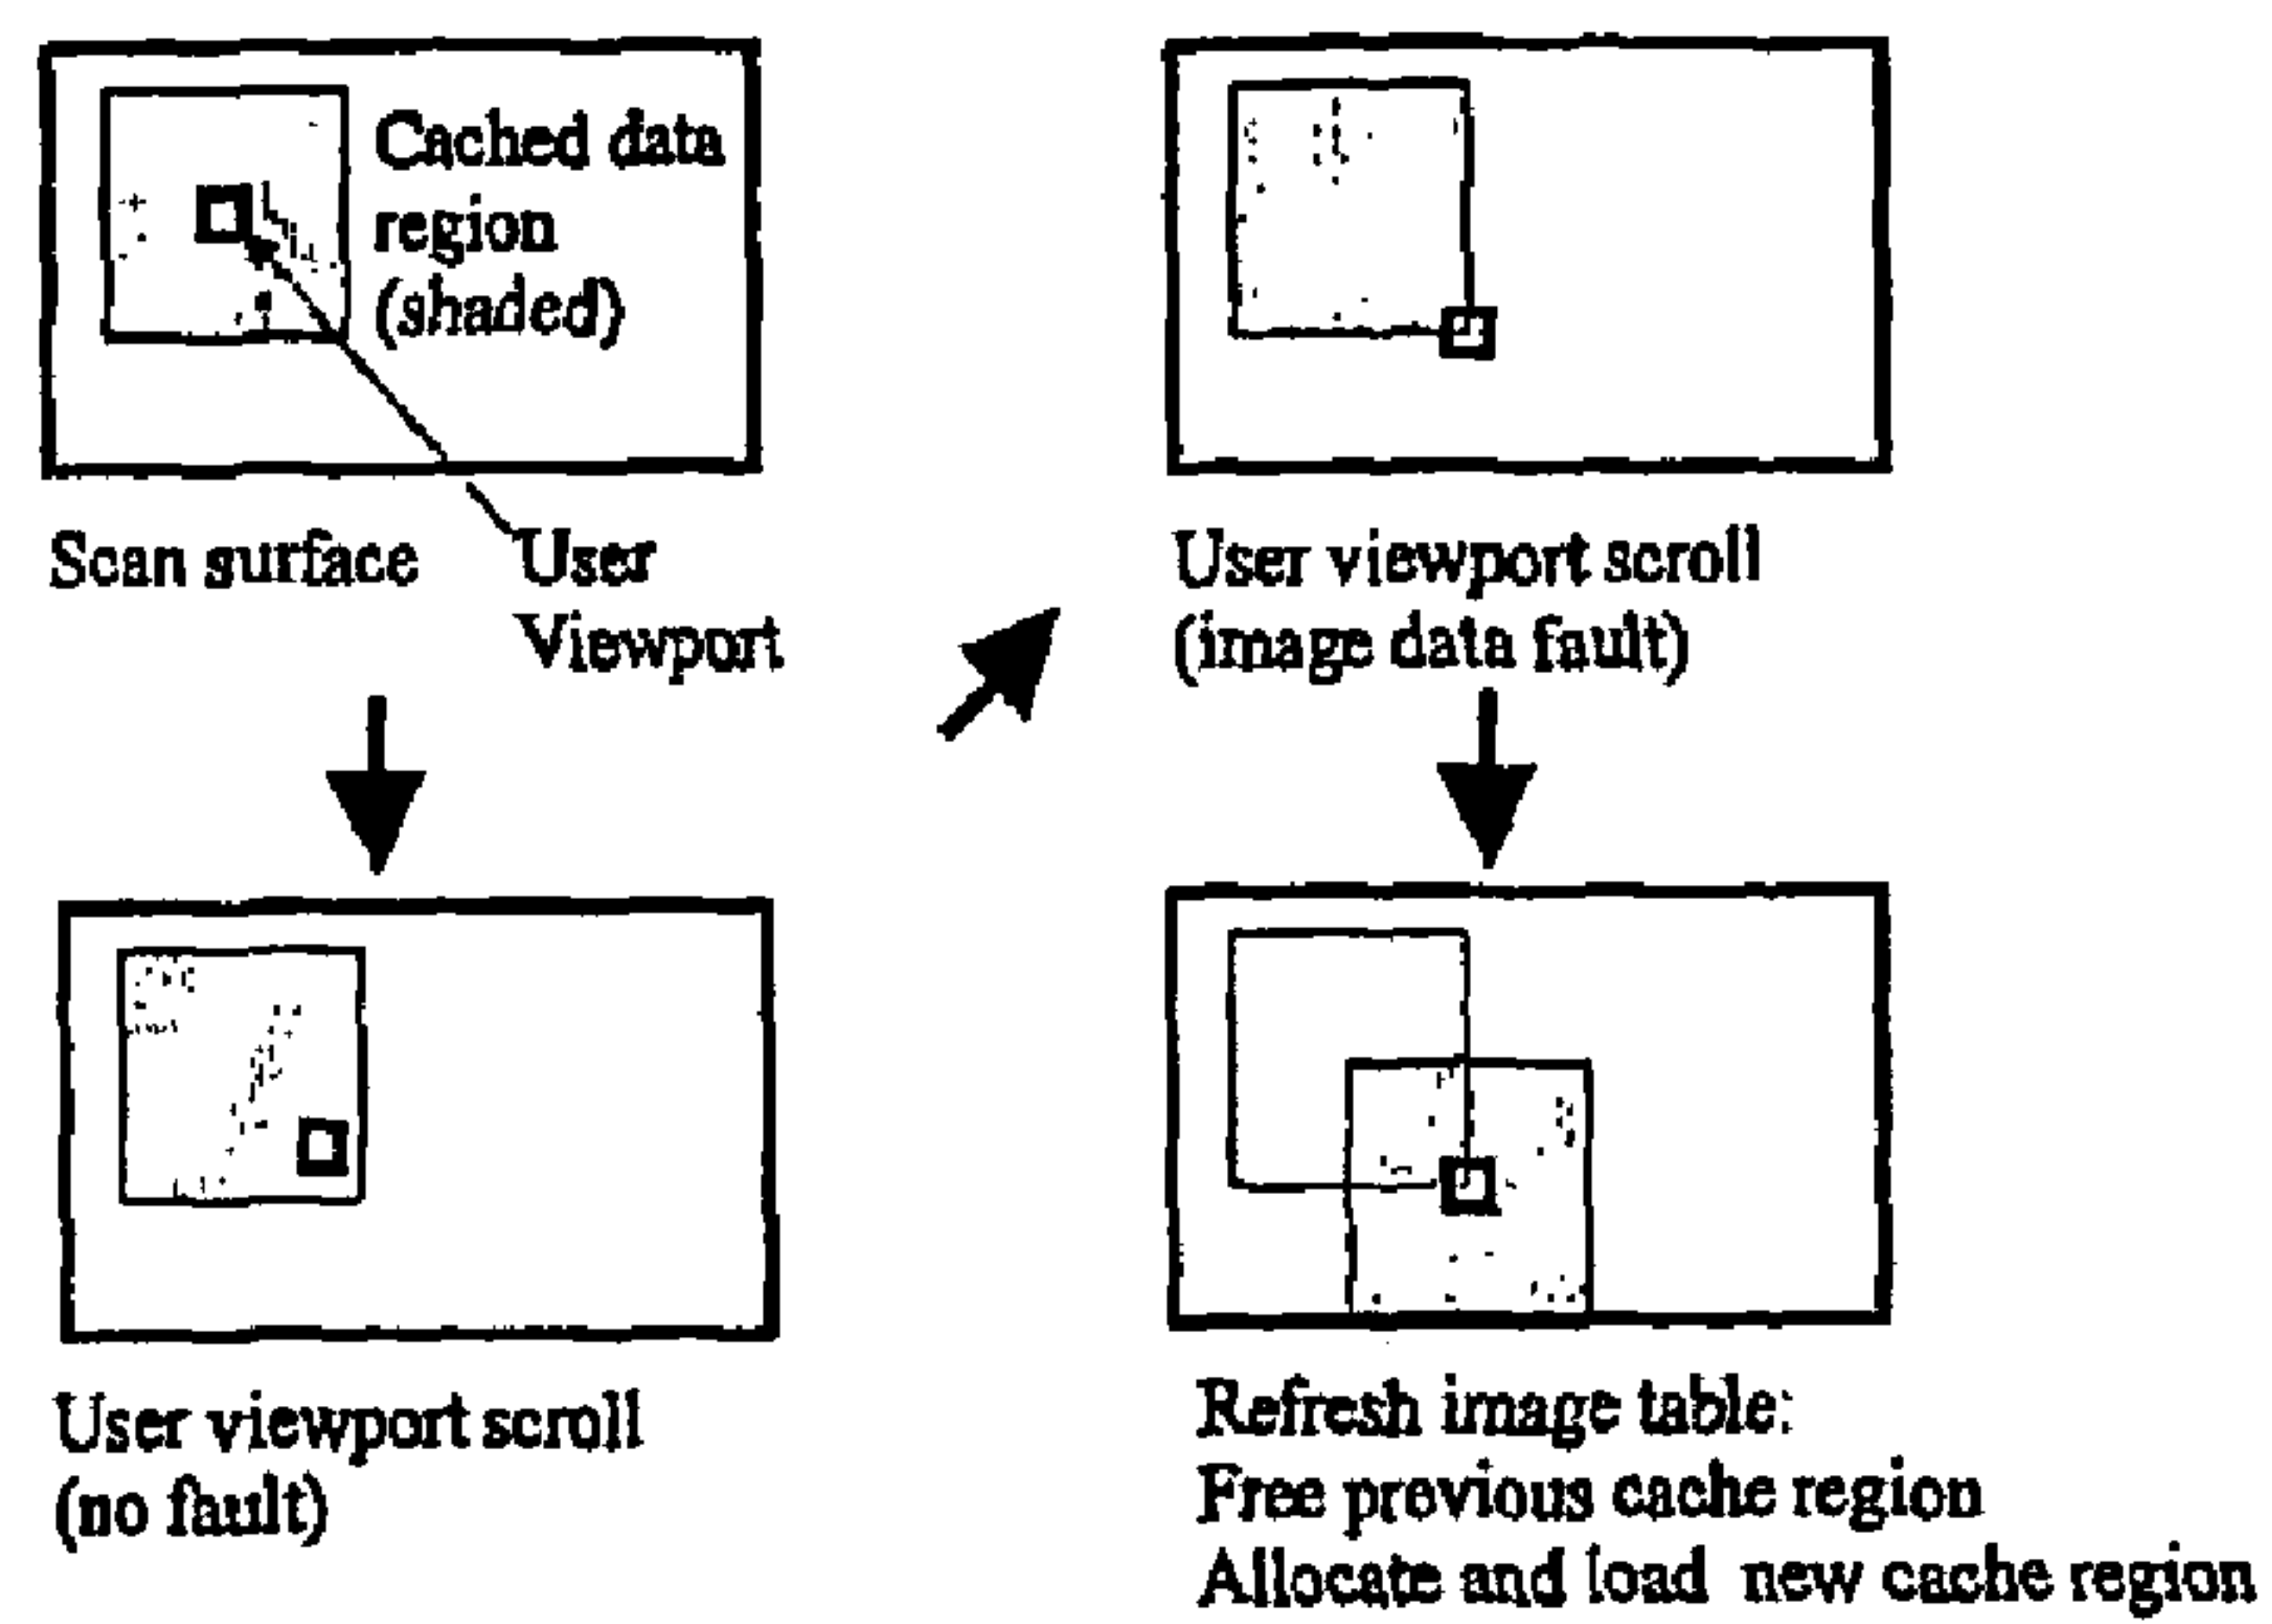 Cached data
region
(shaded)
Scan surface
User
Viewport
User viewport scroll
(no fault)
User viewport scroll
(image data fault)
Refresh image table:
Free previous cache region
Allocate and load new cache region